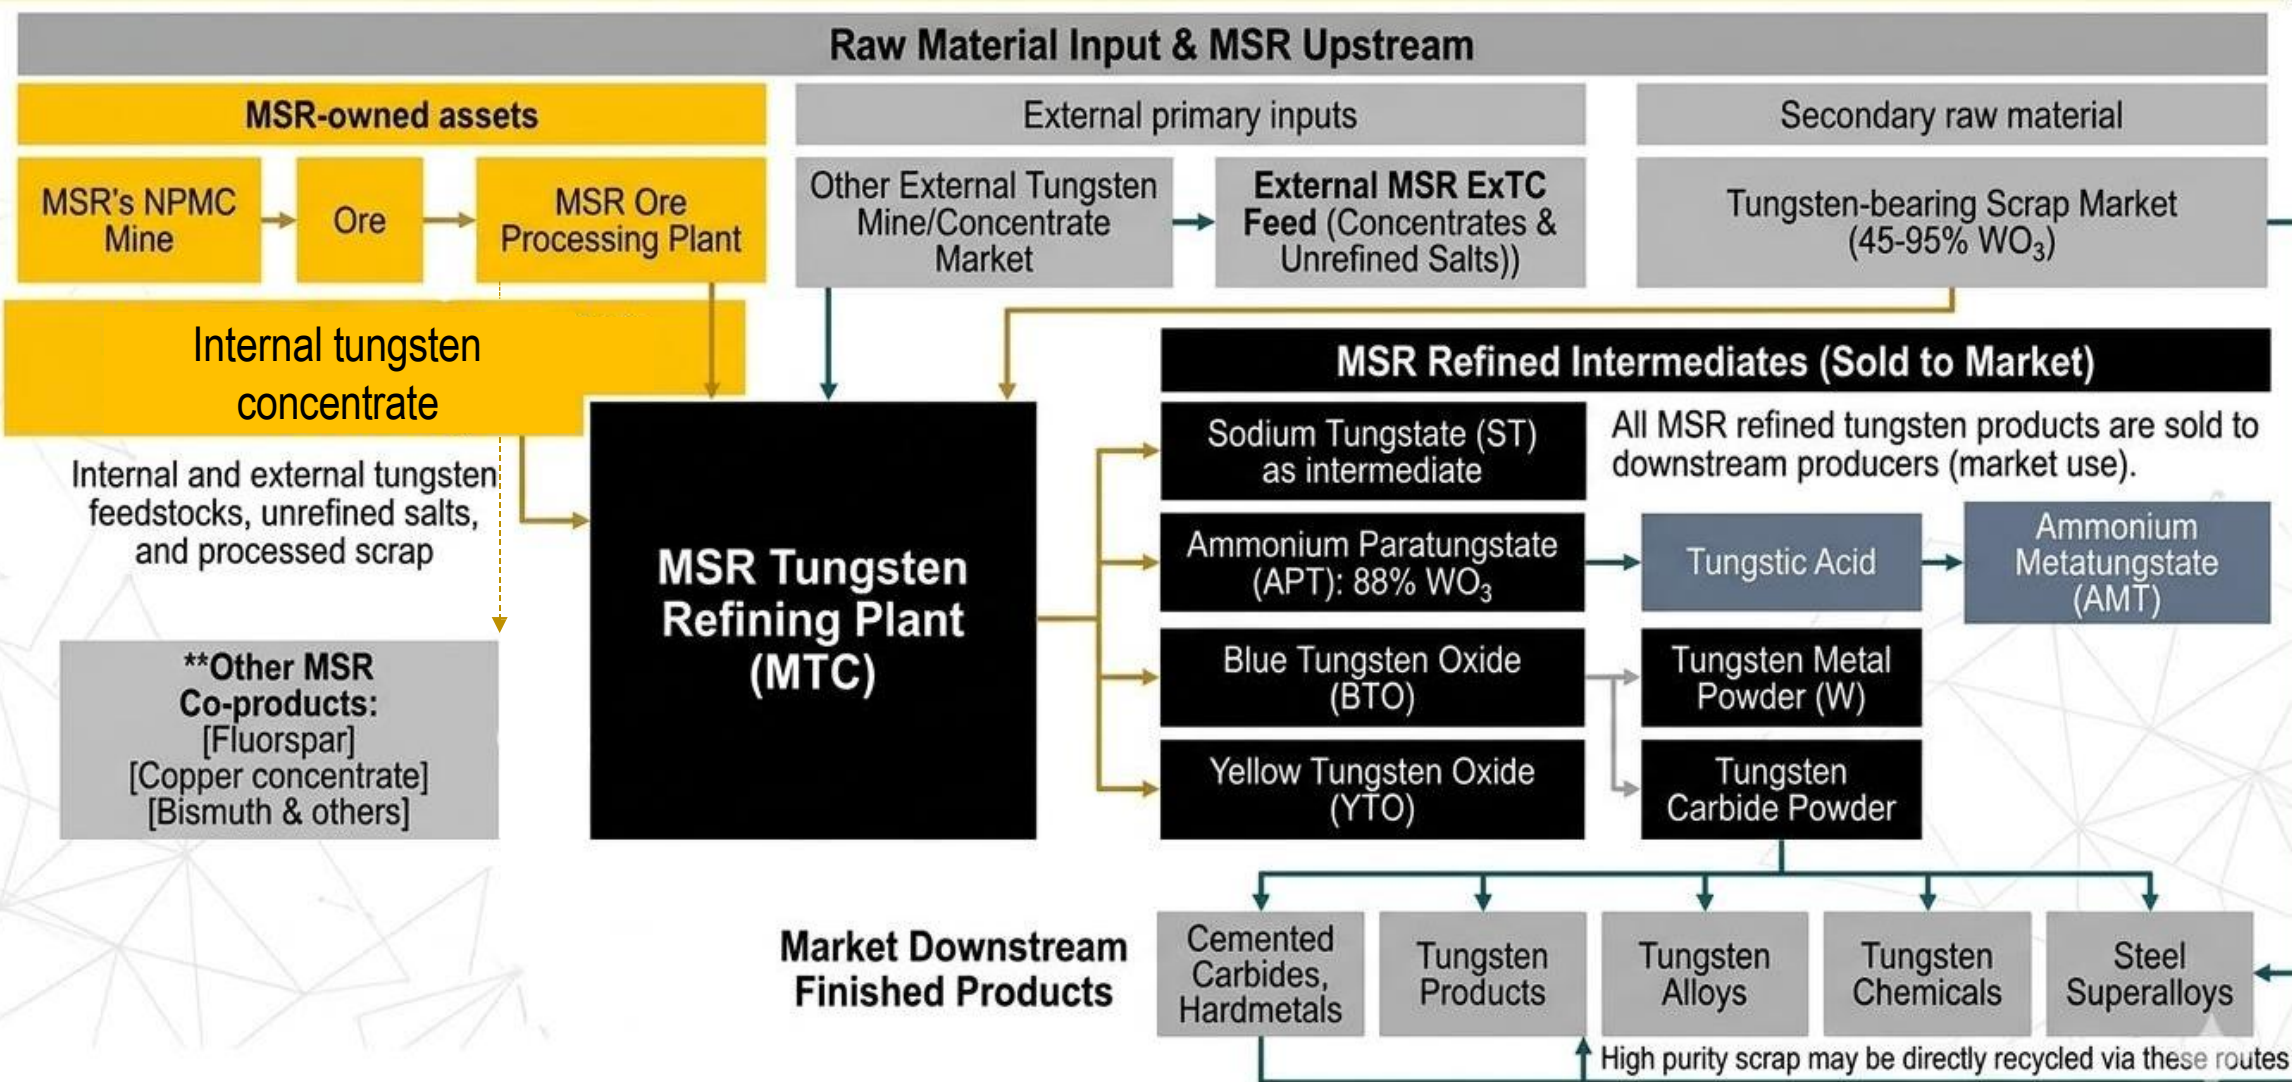 Raw Material Input & MSR Upstream
MSR-owned assets
External primary inputs
Secondary raw material
MSR's NPMC
Mine
Ore
MSR Ore
Processing Plant
Other External Tungsten
Mine/Concentrate
Market
External MSR ExTC
Feed (Concentrates &
Unrefined Salts))
Tungsten-bearing Scrap Market
(45-95% WO₃)
Internal tungsten
concentrate
Internal and external tungsten
feedstocks, unrefined salts,
and processed scrap
**Other MSR
Co-products:
[Fluorspar]
[Copper concentrate]
[Bismuth & others]
MSR Tungsten
Refining Plant
(MTC)
MSR Refined Intermediates (Sold to Market)
Sodium Tungstate (ST)
as intermediate
All MSR refined tungsten products are sold to
downstream producers (market use).
Ammonium Paratungstate
(APT): 88% WO₃
Tungstic Acid
Ammonium
Metatungstate
(AMT)
Blue Tungsten Oxide
(BTO)
Tungsten Metal
Powder (W)
Yellow Tungsten Oxide
(YTO)
Tungsten
Carbide Powder
Market Downstream
Finished Products
Cemented
Carbides,
Hardmetals
Tungsten
Products
Tungsten
Alloys
Tungsten
Chemicals
Steel
Superalloys
High purity scrap may be directly recycled via these routes